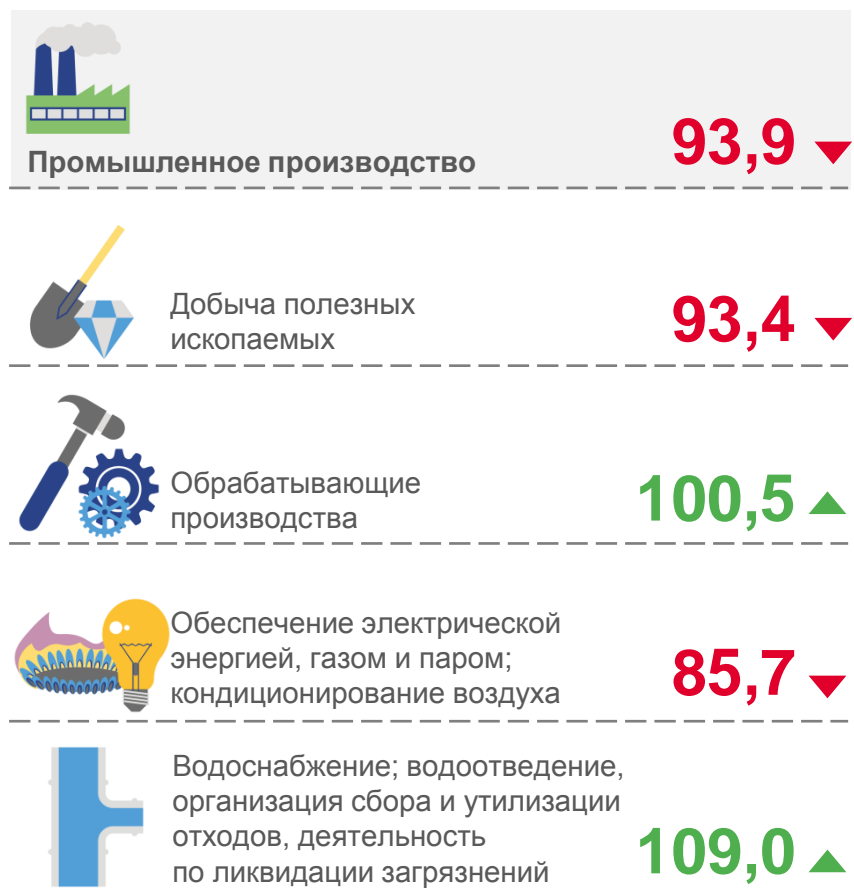 Промышленное производство
93,9
Добыча полезных
ископаемых
93,4
Обрабатывающие
производства
100,5
Обеспечение электрической
энергией, газом и паром;
кондиционирование воздуха
85,7
Водоснабжение; водоотведение,
организация сбора и утилизации
отходов, деятельность
по ликвидации загрязнений
109,0